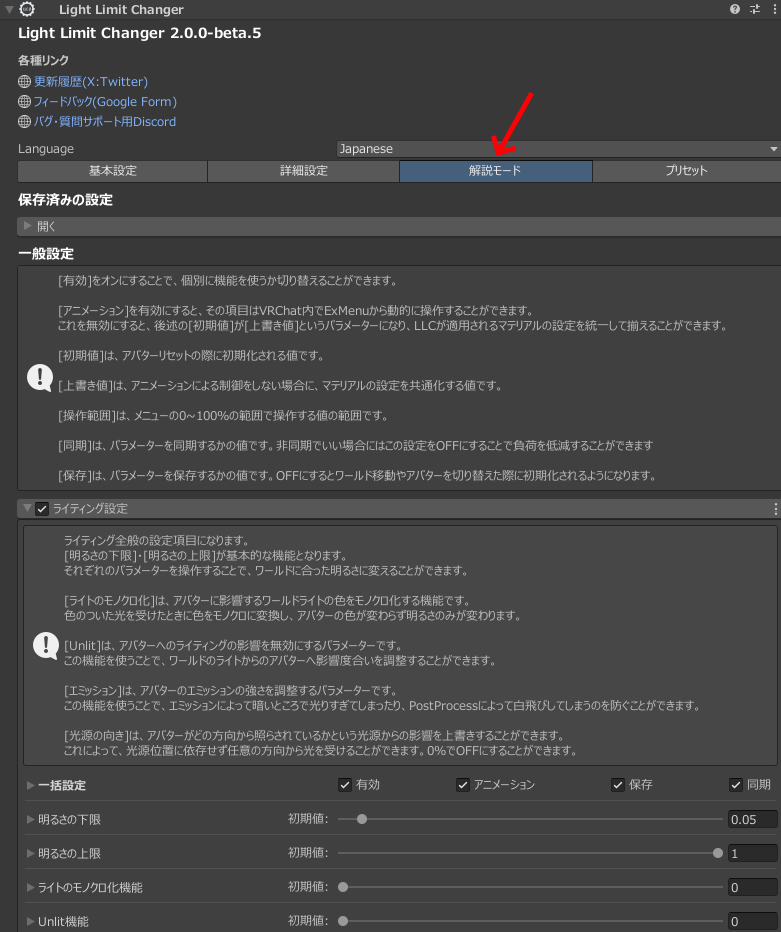 Light Limit Changer
Light Limit Changer 2.0.0-beta.5
各種リンク
更新履歴(X:Twitter)
フィードバック(Google Form)
バグ・質問サポート用Discord
Language Japanese
基本設定 詳細設定 解説モード プリセット
保存済みの設定
開く
一般設定
[有効]をオンにすることで、個別に機能を使うか切り替えることができます。
[アニメーション]を有効にすると、その項目はVRChat内でExMenuから動的に操作することができます。
これを無効にすると、後述の[初期値]が[上書き値]というパラメーターになり、LLCが適用されるマテリアルの設定を統一して揃えることができます。
[初期値]は、アバターリセットの際に初期化される値です。
[上書き値]は、アニメーションによる制御をしない場合に、マテリアルの設定を共通化する値です。
[操作範囲]は、メニューの0~100%の範囲で操作する値の範囲です。
[同期]は、パラメーターを同期するかの値です。非同期でいい場合にはこの設定をOFFにすることで負荷を低減することができます
[保存]は、パラメーターを保存するかの値です。OFFにするとワールド移動やアバターを切り替えた際に初期化されるようになります。
ライティング設定
ライティング全般の設定項目になります。
[明るさの下限]・[明るさの上限]が基本的な機能となります。
それぞれのパラメーターを操作することで、ワールドに合った明るさに変えることができます。
[ライトのモノクロ化]は、アバターに影響するワールドライトの色をモノクロ化する機能です。
色のついた光を受けたときに色をモノクロに変換し、アバターの色が変わらず明るさのみが変わります。
[Unlit]は、アバターへのライティングの影響を無効にするパラメーターです。
この機能を使うことで、ワールドのライトからのアバターへ影響度合いを調整することができます。
[エミッション]は、アバターのエミッションの強さを調整するパラメーターです。
この機能を使うことで、エミッションによって暗いところで光りすぎてしまったり、PostProcessによって白飛びしてしまうのを防ぐことができます。
[光源の向き]は、アバターがどの方向から照らされているかという光源からの影響を上書きすることができます。
これによって、光源位置に依存せず任意の方向から光を受けることができます。0%でOFFにすることができます。
一括設定 有効 アニメーション 保存 同期
明るさの下限 初期値: 0.05
明るさの上限 初期値: 1
ライトのモノクロ化機能 初期値: 0
Unlit機能 初期値: 0